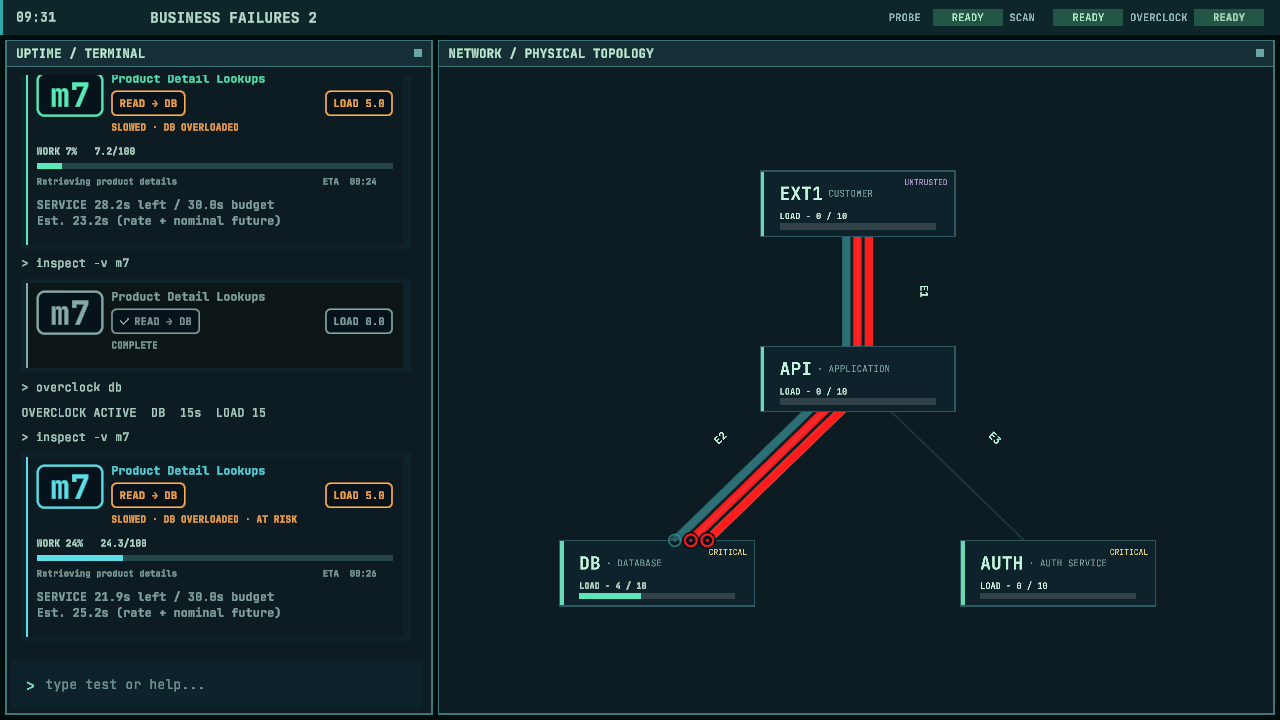 09:31 BUSINESS FAILURES 2 PROBE READY SCAN READY OVERCLOCK READY
UPTIME / TERMINAL
m7 Product Detail Lookups
READ → DB LOAD 5.0
SLOWED · DB OVERLOADED
WORK 7% 7.2/100
Retrieving product details ETA 00:24
SERVICE 28.2s left / 30.0s budget
Est. 23.2s (rate + nominal future)
> inspect -v m7
m7 Product Detail Lookups
✓ READ → DB LOAD 0.0
COMPLETE
> overclock db
OVERCLOCK ACTIVE DB 15s LOAD 15
> inspect -v m7
m7 Product Detail Lookups
READ → DB LOAD 5.0
SLOWED · DB OVERLOADED · AT RISK
WORK 24% 24.3/100
Retrieving product details ETA 00:26
SERVICE 21.9s left / 30.0s budget
Est. 25.2s (rate + nominal future)
> type test or help...
NETWORK / PHYSICAL TOPOLOGY
UNTRUSTED
EXT1 CUSTOMER
LOAD - 0 / 10
E1
API · APPLICATION
LOAD - 0 / 10
E2
E3
CRITICAL
DB · DATABASE
LOAD - 4 / 10
CRITICAL
AUTH · AUTH SERVICE
LOAD - 0 / 10